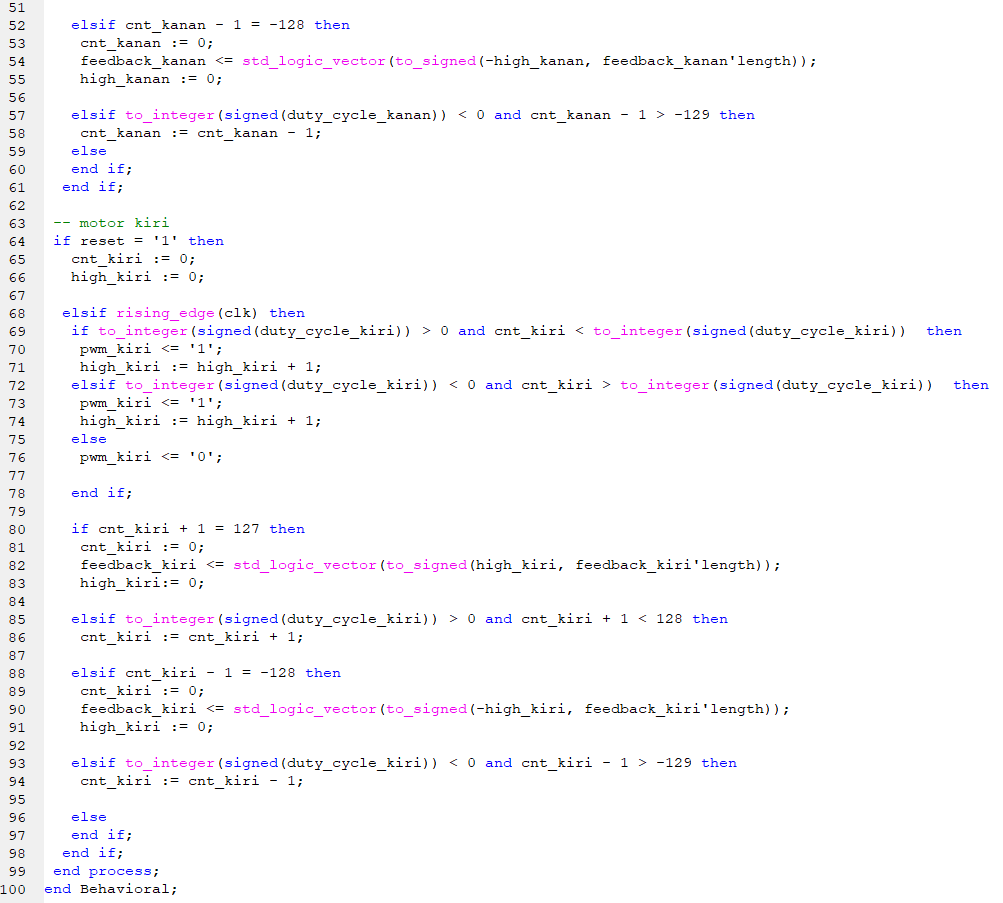 51
52 elsif cnt_kanan - 1 = -128 then
53 cnt_kanan := 0;
54 feedback_kanan <= std_logic_vector(to_signed(-high_kanan, feedback_kanan'length));
55 high_kanan := 0;
56
57 elsif to_integer(signed(duty_cycle_kanan)) < 0 and cnt_kanan - 1 > -129 then
58 cnt_kanan := cnt_kanan - 1;
59 else
60 end if;
61 end if;
62
63 -- motor kiri
64 if reset = '1' then
65 cnt_kiri := 0;
66 high_kiri := 0;
67
68 elsif rising_edge(clk) then
69 if to_integer(signed(duty_cycle_kiri)) > 0 and cnt_kiri < to_integer(signed(duty_cycle_kiri))  then
70 pwm_kiri <= '1';
71 high_kiri := high_kiri + 1;
72 elsif to_integer(signed(duty_cycle_kiri)) < 0 and cnt_kiri > to_integer(signed(duty_cycle_kiri))  then
73 pwm_kiri <= '1';
74 high_kiri := high_kiri + 1;
75 else
76 pwm_kiri <= '0';
77
78 end if;
79
80 if cnt_kiri + 1 = 127 then
81 cnt_kiri := 0;
82 feedback_kiri <= std_logic_vector(to_signed(high_kiri, feedback_kiri'length));
83 high_kiri:= 0;
84
85 elsif to_integer(signed(duty_cycle_kiri)) > 0 and cnt_kiri + 1 < 128 then
86 cnt_kiri := cnt_kiri + 1;
87
88 elsif cnt_kiri - 1 = -128 then
89 cnt_kiri := 0;
90 feedback_kiri <= std_logic_vector(to_signed(-high_kiri, feedback_kiri'length));
91 high_kiri := 0;
92
93 elsif to_integer(signed(duty_cycle_kiri)) < 0 and cnt_kiri - 1 > -129 then
94 cnt_kiri := cnt_kiri - 1;
95
96 else
97 end if;
98 end if;
99 end process;
100 end Behavioral;